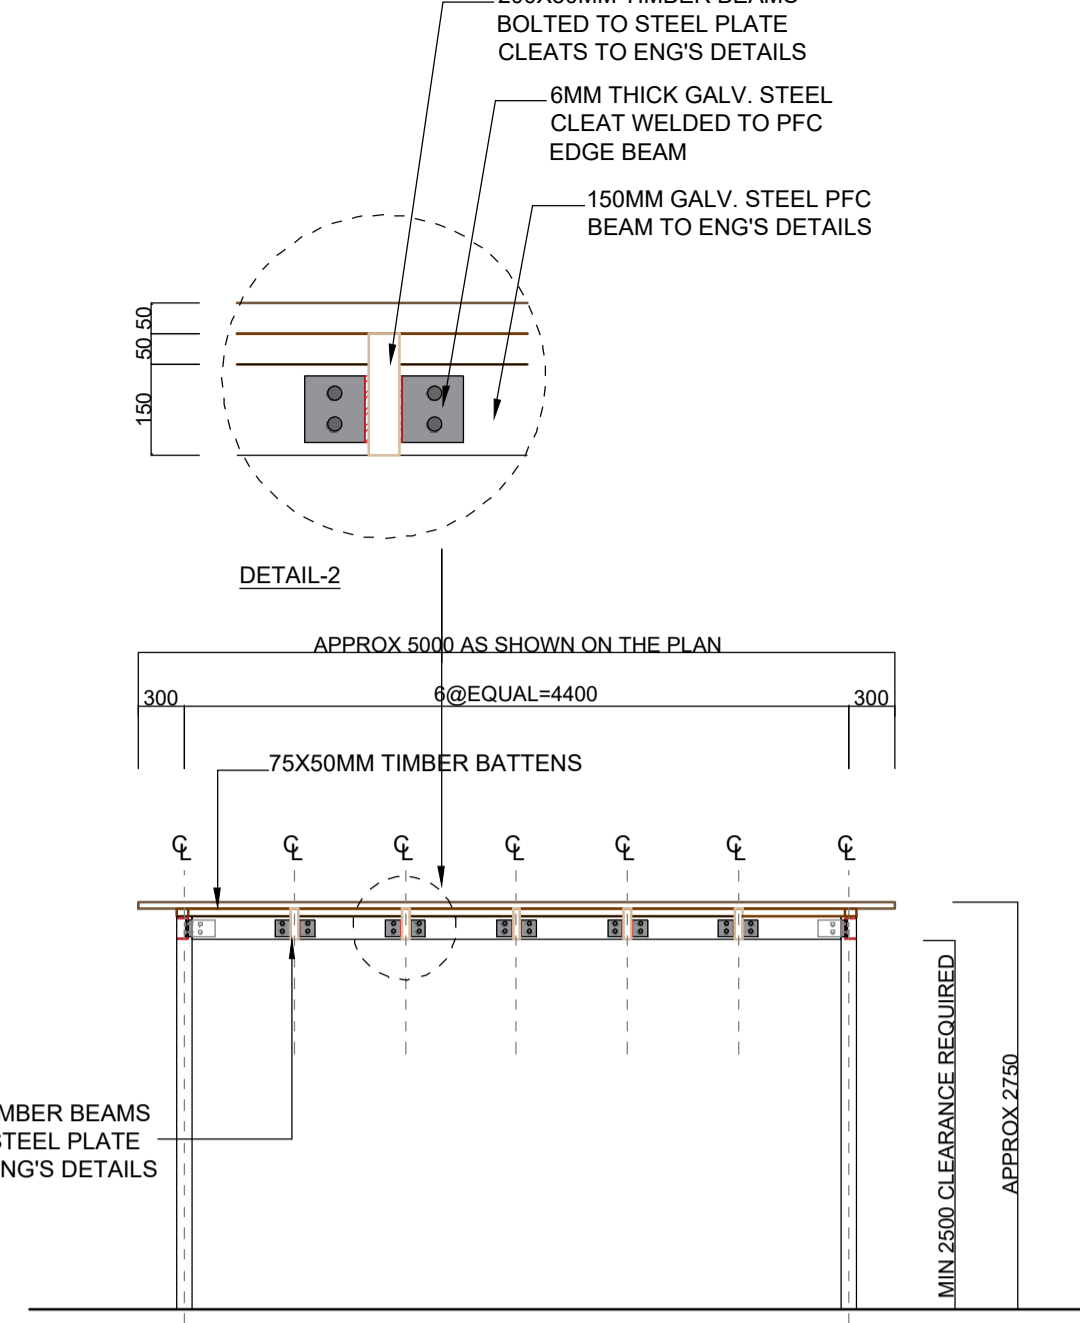 BOLTED TO STEEL PLATE
CLEATS TO ENG'S DETAILS
6MM THICK GALV. STEEL
CLEAT WELDED TO PFC
EDGE BEAM
150MM GALV. STEEL PFC
BEAM TO ENG'S DETAILS
50
50
150
DETAIL-2
APPROX 5000 AS SHOWN ON THE PLAN
300
6@EQUAL=4400
300
75X50MM TIMBER BATTENS
℄ ℄ ℄ ℄ ℄ ℄ ℄
BEAMS
PLATE
DETAILS
MIN 2500 CLEARANCE REQUIRED
APPROX 2750